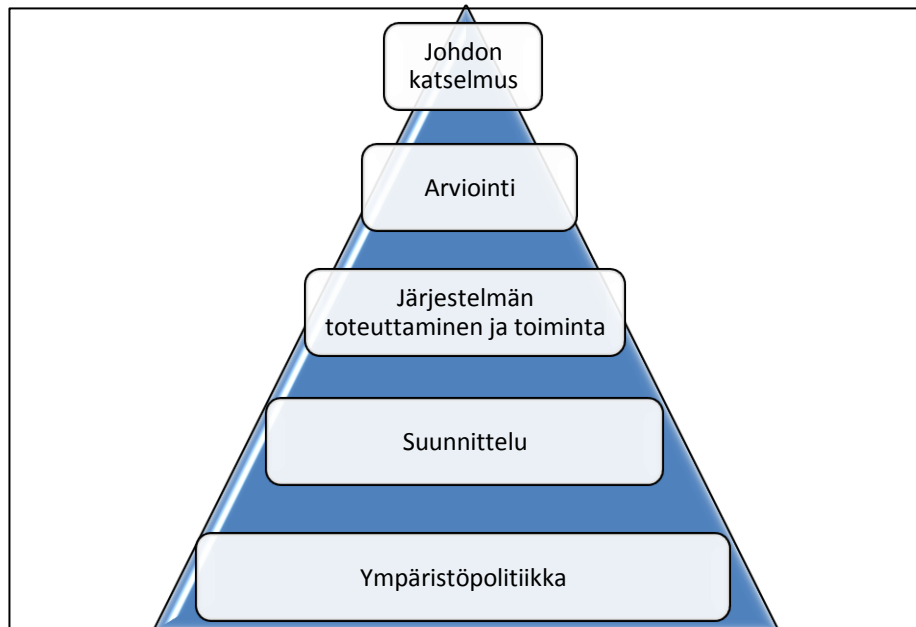 Johdon
katselmus
Arviointi
Järjestelmän
toteuttaminen ja toiminta
Suunnittelu
Ympäristöpolitiikka